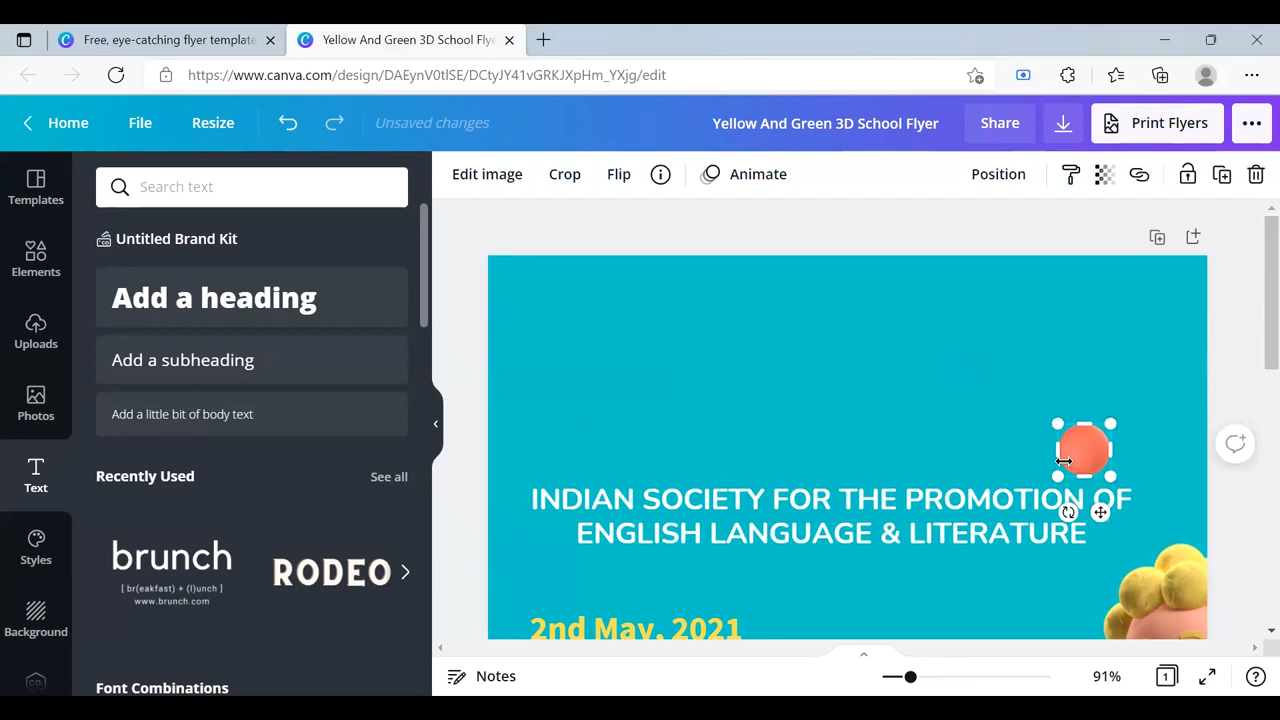 Free, eye-catching flyer template
Yellow And Green 3D School Flye
https://www.canva.com/design/DAEynV0tlSE/DCtyJY41vGRKJXpHm_YXjg/edit
Home
File
Resize
Unsaved changes
Yellow And Green 3D School Flyer
Share
Print Flyers
Templates
Elements
Uploads
Photos
Text
Styles
Background
Search text
Untitled Brand Kit
Add a heading
Add a subheading
Add a little bit of body text
Recently Used
See all
brunch
[ br(eakfast) + (l)unch ]
www.brunch.com
RODEO
Font Combinations
Edit image
Crop
Flip
Animate
Position
INDIAN SOCIETY FOR THE PROMOTION OF
ENGLISH LANGUAGE & LITERATURE
2nd May, 2021
Notes
91%
1